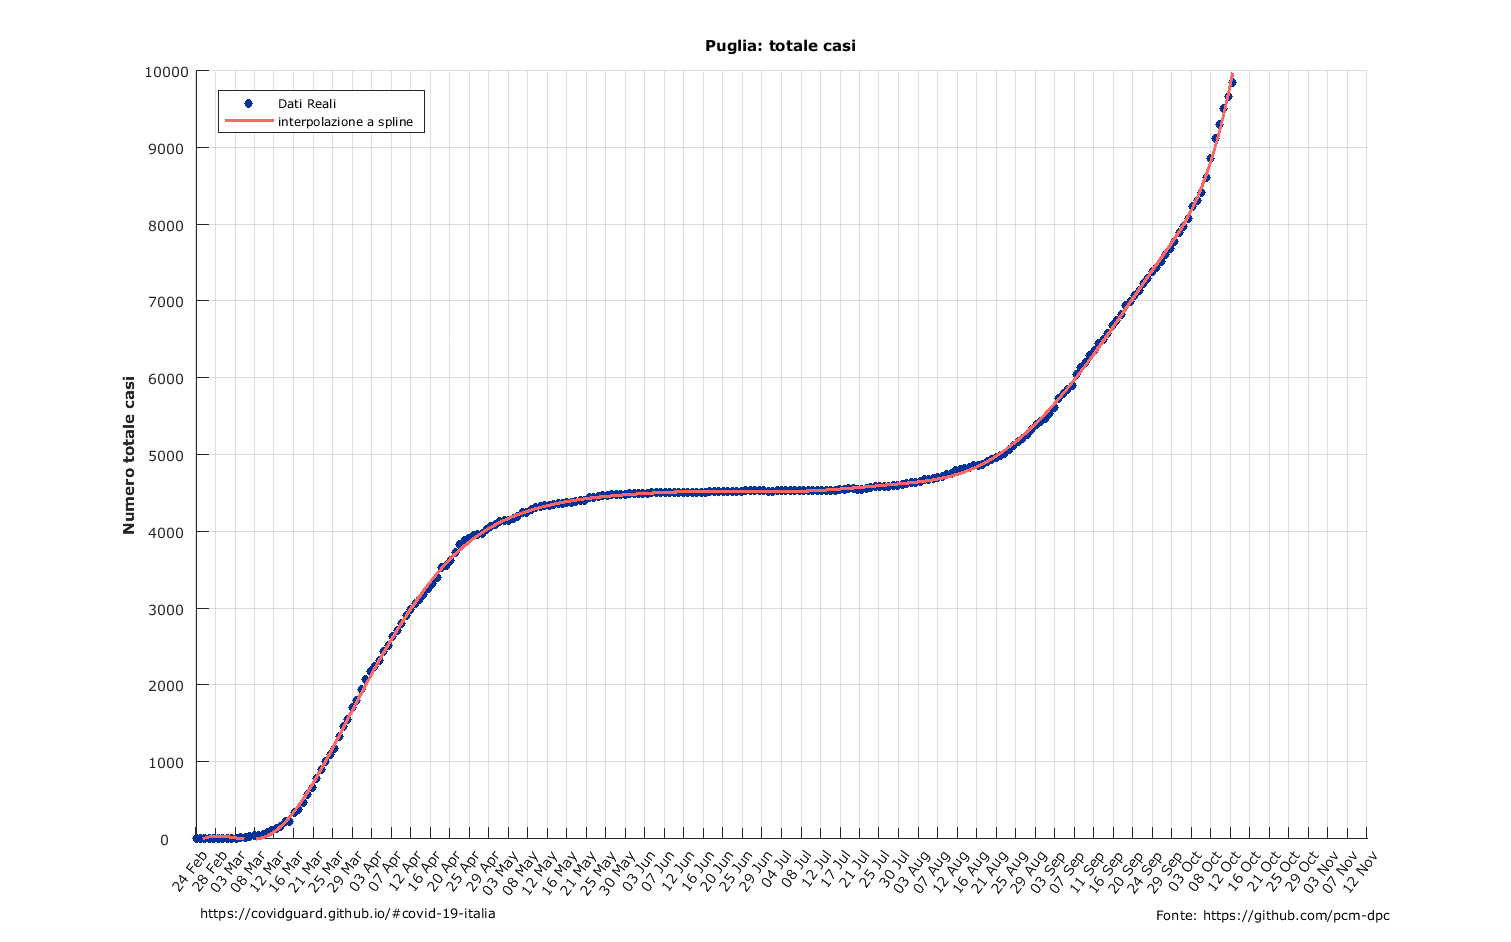 Puglia: totale casi
10000
9000
8000
7000
6000
5000
4000
3000
2000
1000
0
Numero totale casi
Dati Reali
interpolazione a spline
24 Feb
28 Feb
03 Mar
08 Mar
12 Mar
16 Mar
21 Mar
25 Mar
29 Mar
03 Apr
07 Apr
12 Apr
16 Apr
20 Apr
25 Apr
29 Apr
03 May
08 May
12 May
16 May
21 May
25 May
30 May
03 Jun
07 Jun
12 Jun
16 Jun
20 Jun
25 Jun
29 Jun
04 Jul
08 Jul
12 Jul
17 Jul
21 Jul
25 Jul
30 Jul
03 Aug
07 Aug
12 Aug
16 Aug
21 Aug
25 Aug
29 Aug
03 Sep
07 Sep
11 Sep
16 Sep
20 Sep
24 Sep
29 Sep
03 Oct
08 Oct
12 Oct
16 Oct
21 Oct
25 Oct
29 Oct
03 Nov
07 Nov
12 Nov
https://covidguard.github.io/#covid-19-italia
Fonte: https://github.com/pcm-dpc